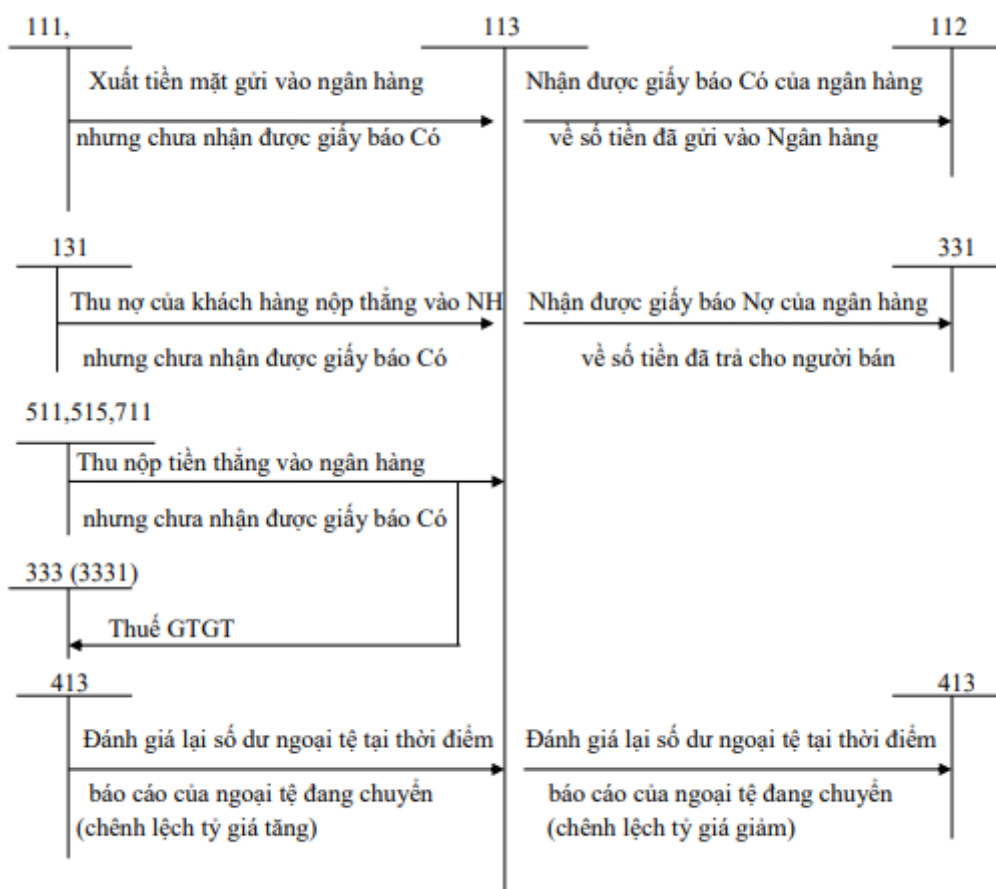 111,
113
112
Xuất tiền mặt gửi vào ngân hàng
nhưng chưa nhận được giấy báo Có
Nhận được giấy báo Có của ngân hàng
về số tiền đã gửi vào Ngân hàng
131
331
Thu nợ của khách hàng nộp thẳng vào NH
nhưng chưa nhận được giấy báo Có
Nhận được giấy báo Nợ của ngân hàng
về số tiền đã trả cho người bán
511,515,711
Thu nộp tiền thẳng vào ngân hàng
nhưng chưa nhận được giấy báo Có
333 (3331)
Thuế GTGT
413
413
Đánh giá lại số dư ngoại tệ tại thời điểm
báo cáo của ngoại tệ đang chuyển
(chênh lệch tỷ giá tăng)
Đánh giá lại số dư ngoại tệ tại thời điểm
báo cáo của ngoại tệ đang chuyển
(chênh lệch tỷ giá giảm)